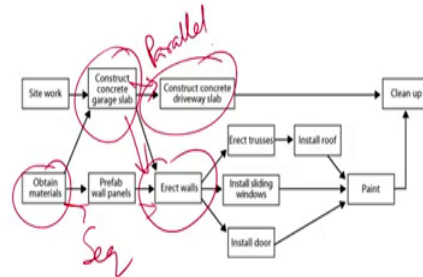 Parallel
Construct
concrete
garage slab
Site work
Construct concrete
driveway slab
Clean up
Erect trusses
Install roof
Obtain
materials
Prefab
wall panels
Erect walls
Install sliding
windows
Paint
Install door
Seq